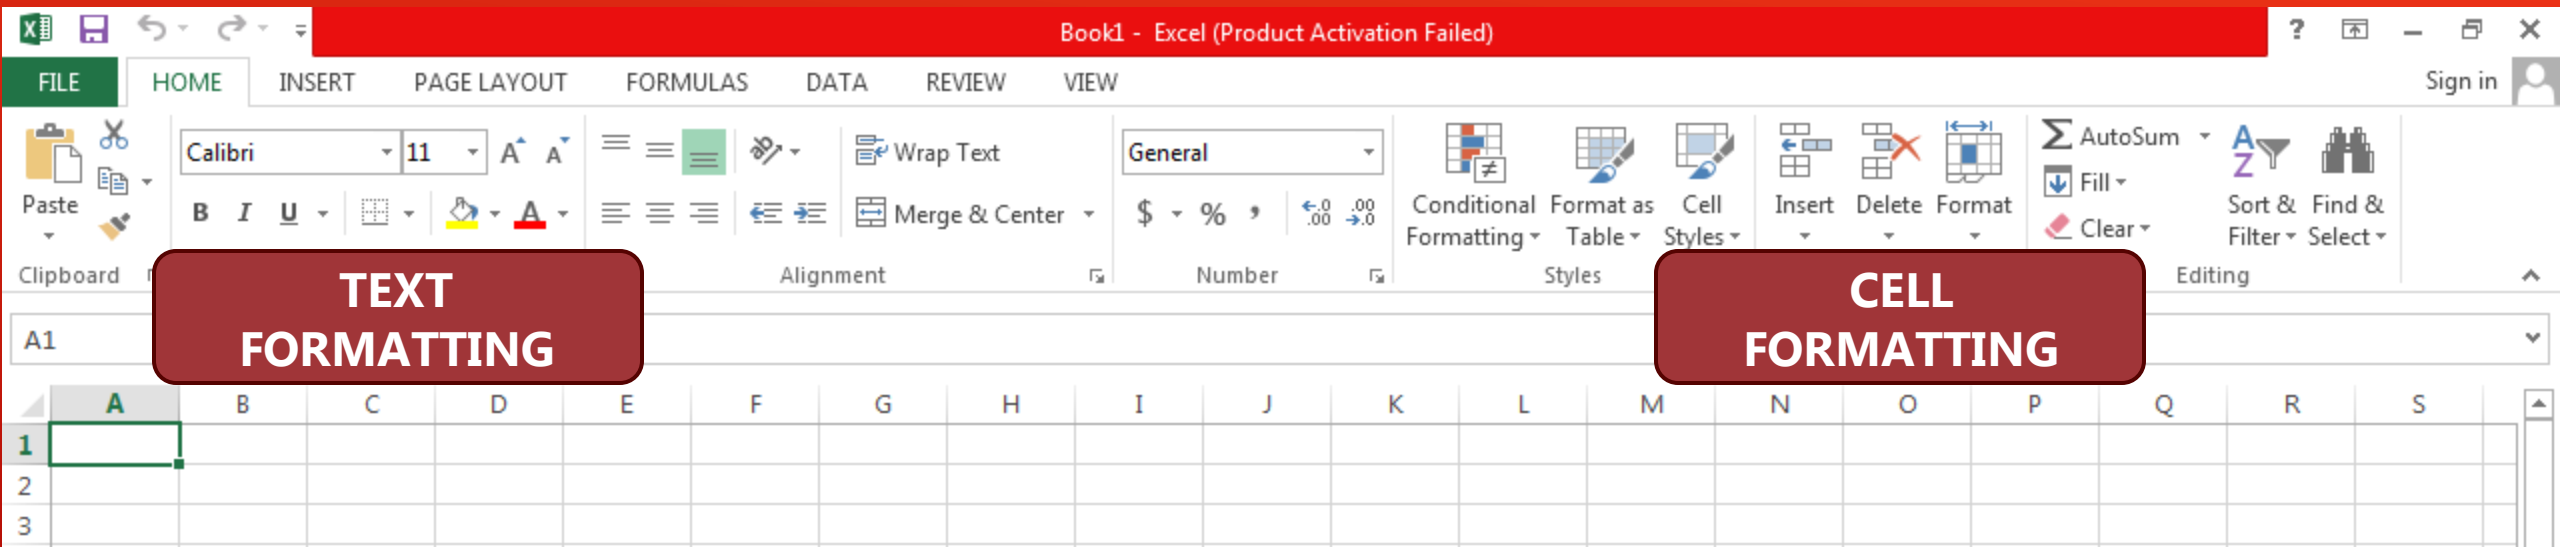 Book1 - Excel (Product Activation Failed)
FILE HOME INSERT PAGE LAYOUT FORMULAS DATA REVIEW VIEW Sign in
Calibri 11 Wrap Text General AutoSum
Fill
Paste B I U Merge & Center $ % Conditional Formatting Format as Table Cell Styles Insert Delete Format Clear Sort & Filter Find & Select
Clipboard Alignment Number Styles Editing
TEXT
FORMATTING
CELL
FORMATTING
A1
A B C D E F G H I J K L M N O P Q R S
1
2
3